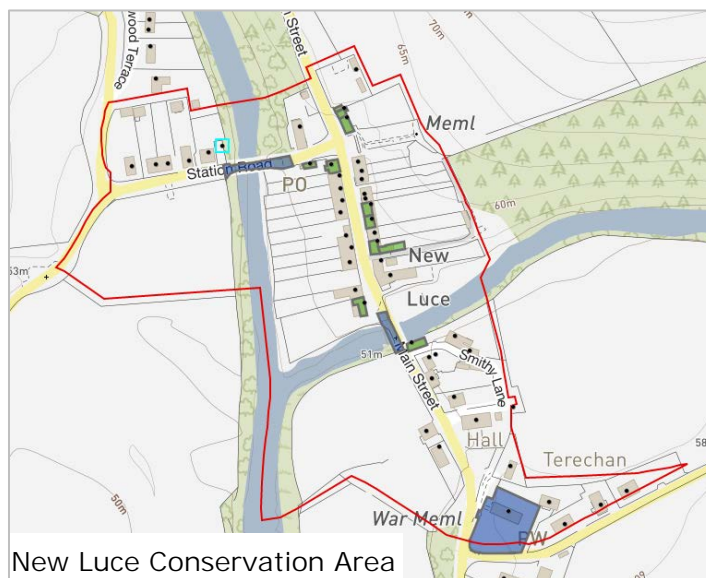 wood Terrace
n Street
70m
65m
Meml
Station Road
PO
60m
New
Luce
53m
51m
Main Street
Smithy Lane
Hall
Terechan
58
50m
War Meml
PW
New Luce Conservation Area